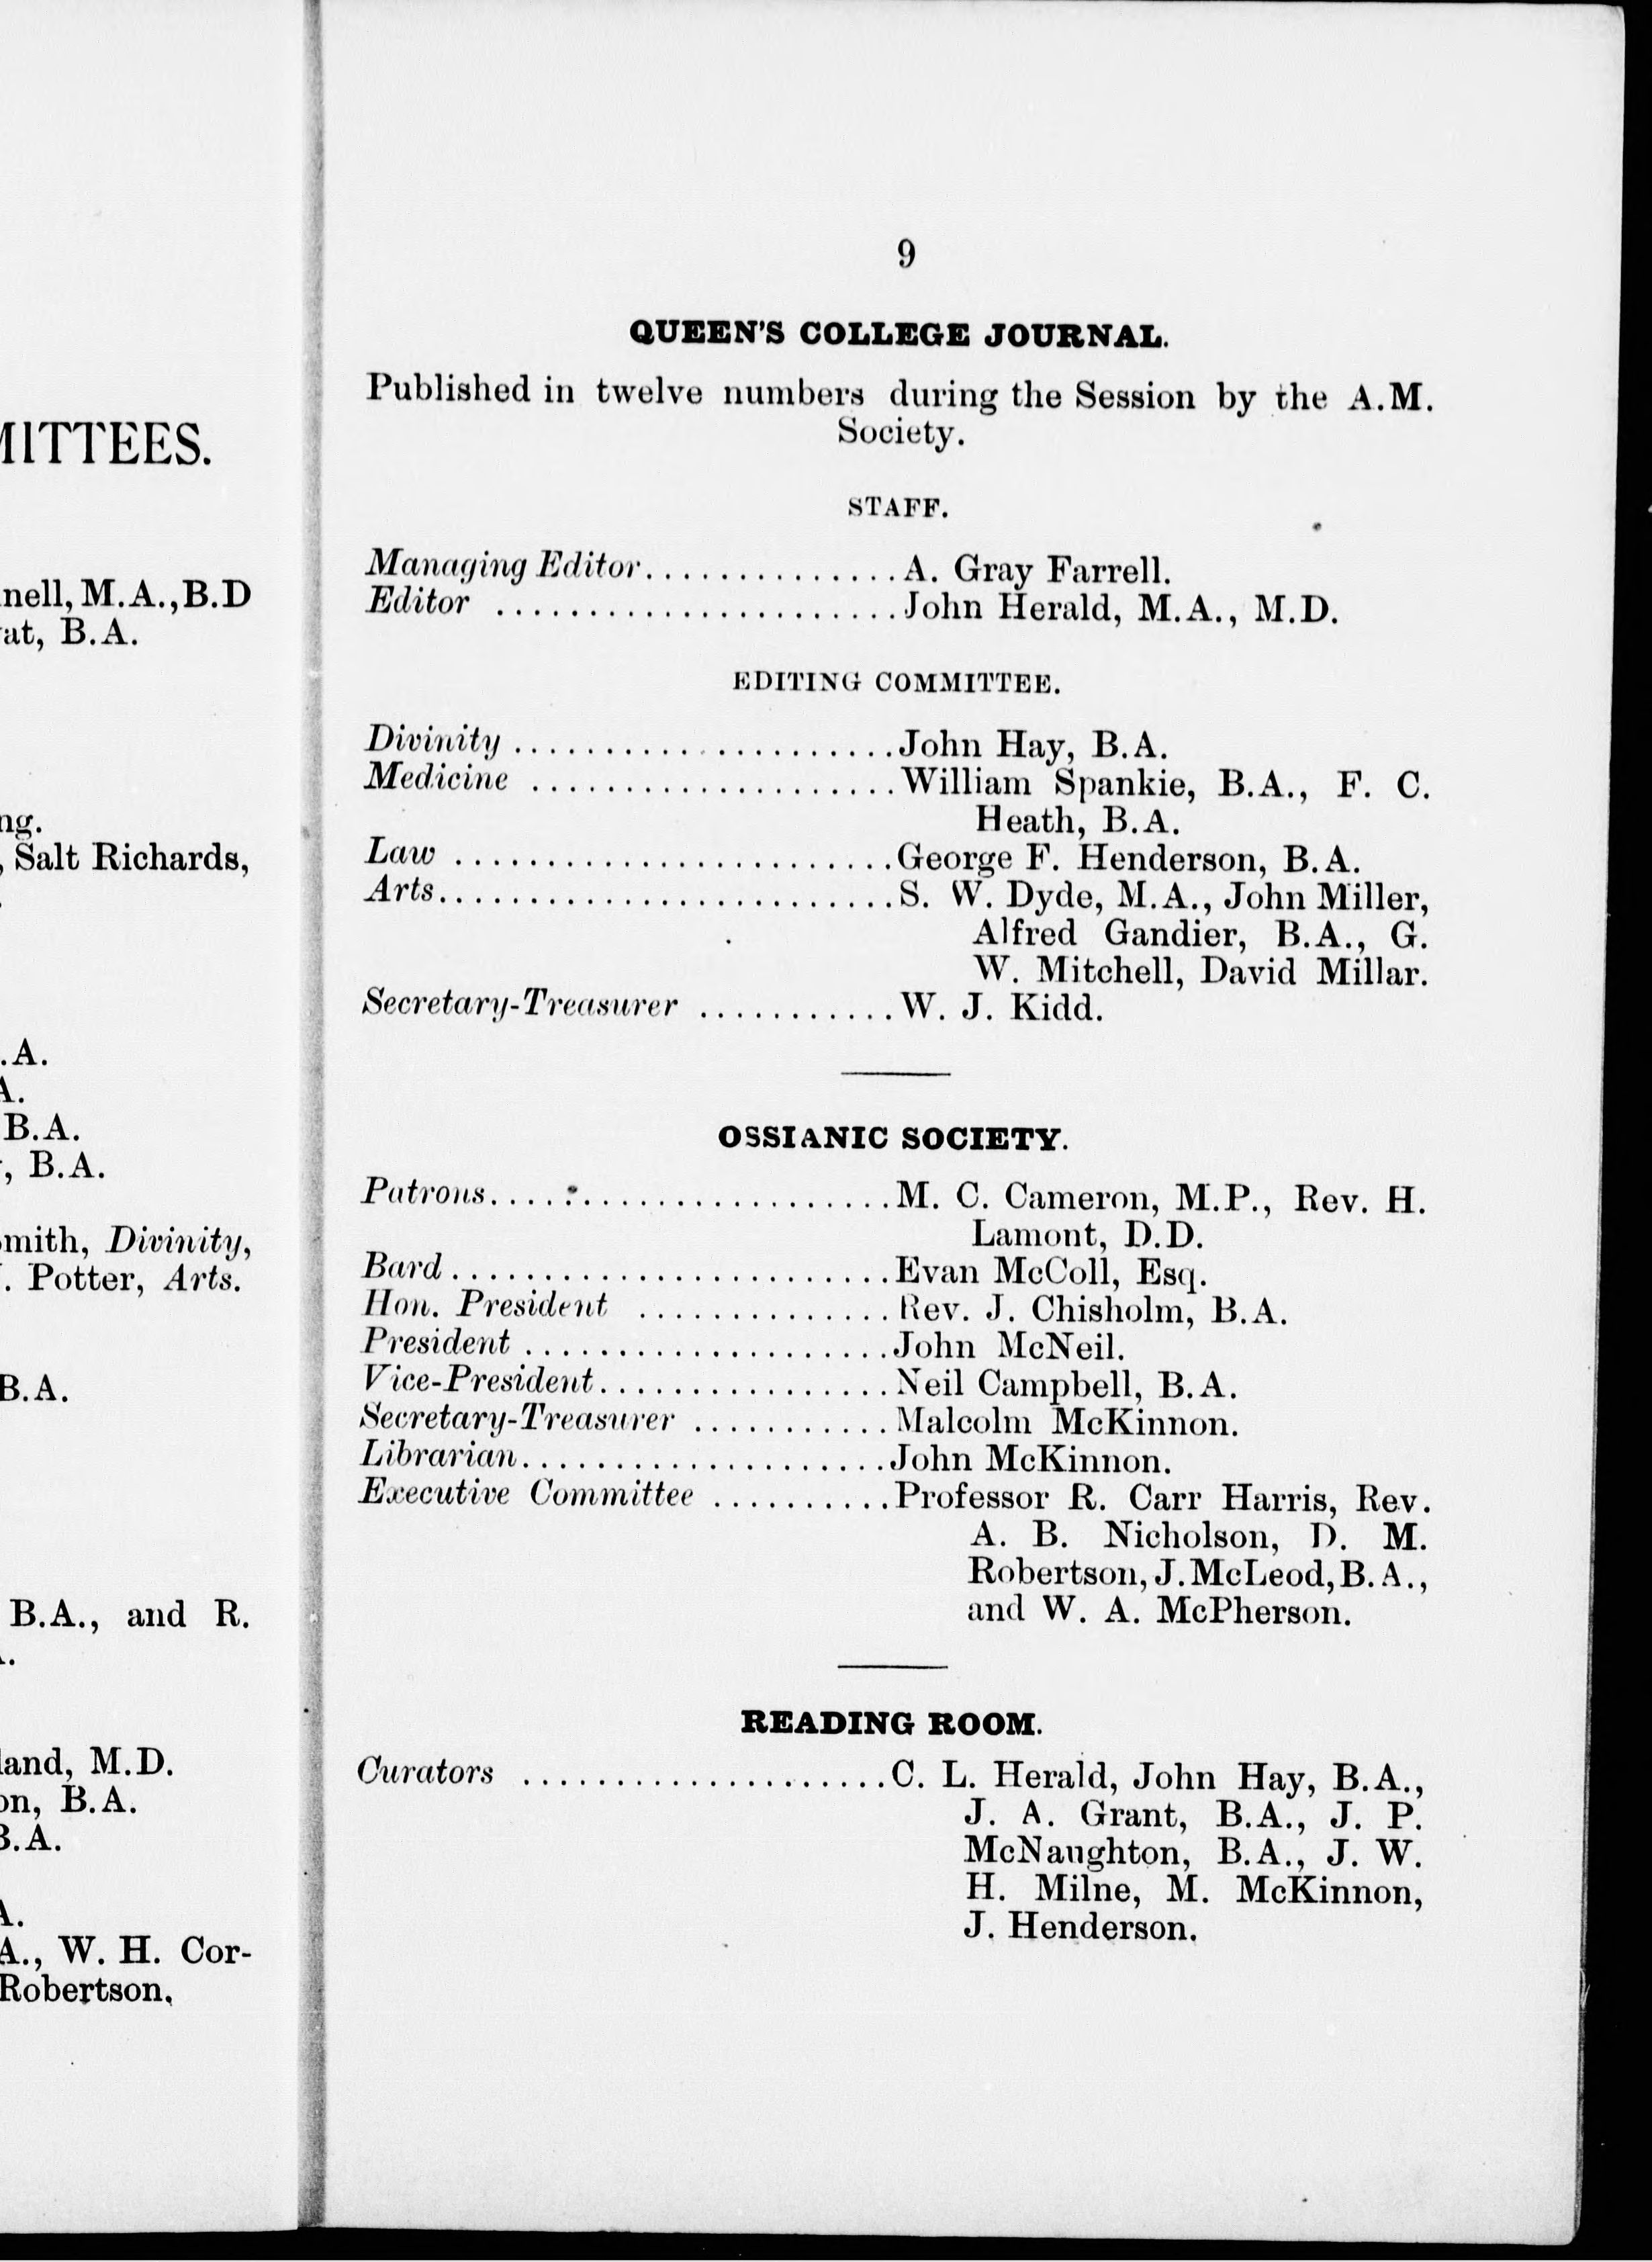 MITTEES.
nell, M.A., B.D
at, B.A.
ng.
, Salt Richards,
.A.
A.
B.A.
, B.A.
mith, Divinity,
. Potter, Arts.
B.A.
B.A., and R.
land, M.D.
on, B.A.
B.A.
A.
A., W. H. Cor-
Robertson.
9
QUEEN'S COLLEGE JOURNAL.
Published in twelve numbers during the Session by the A.M.
Society.
STAFF.
Managing Editor..............A. Gray Farrell.
Editor ......................John Herald, M.A., M.D.
EDITING COMMITTEE.
Divinity .....................John Hay, B.A.
Medicine ....................William Spankie, B.A., F. C.
Heath, B.A.
Law ........................George F. Henderson, B.A.
Arts.........................S. W. Dyde, M.A., John Miller,
Alfred Gandier, B.A., G.
W. Mitchell, David Millar.
Secretary-Treasurer ...........W. J. Kidd.
OSSIANIC SOCIETY.
Patrons......................M. C. Cameron, M.P., Rev. H.
Lamont, D.D.
Bard........................Evan McColl, Esq.
Hon. President ..............Rev. J. Chisholm, B.A.
President ....................John McNeil.
Vice-President................Neil Campbell, B.A.
Secretary-Treasurer ...........Malcolm McKinnon.
Librarian....................John McKinnon.
Executive Committee ..........Professor R. Carr Harris, Rev.
A. B. Nicholson, D. M.
Robertson, J. McLeod, B.A.,
and W. A. McPherson.
READING ROOM.
Curators ....................C. L. Herald, John Hay, B.A.,
J. A. Grant, B.A., J. P.
McNaughton, B.A., J. W.
H. Milne, M. McKinnon,
J. Henderson.